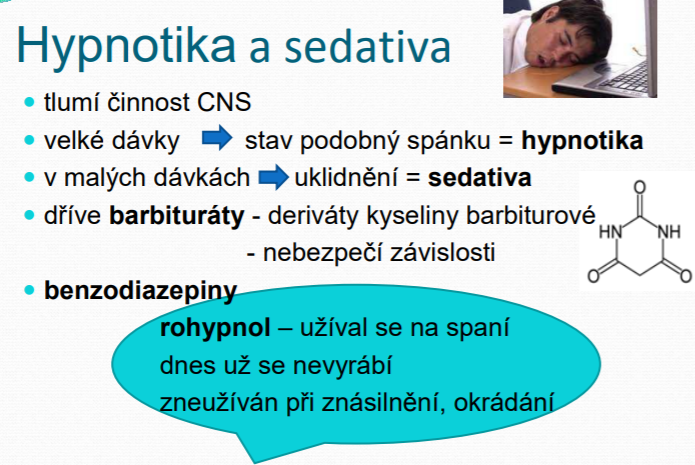 Hypnotika a sedativa
tlumí činnost CNS
velké dávky stav podobný spánku = hypnotika
v malých dávkách uklidnění = sedativa
dříve barbituráty - deriváty kyseliny barbiturové
- nebezpečí závislosti
benzodiazepiny
rohypnol – užíval se na spaní
dnes už se nevyrábí
zneužíván při znásilnění, okrádání
O
HN NH
O O